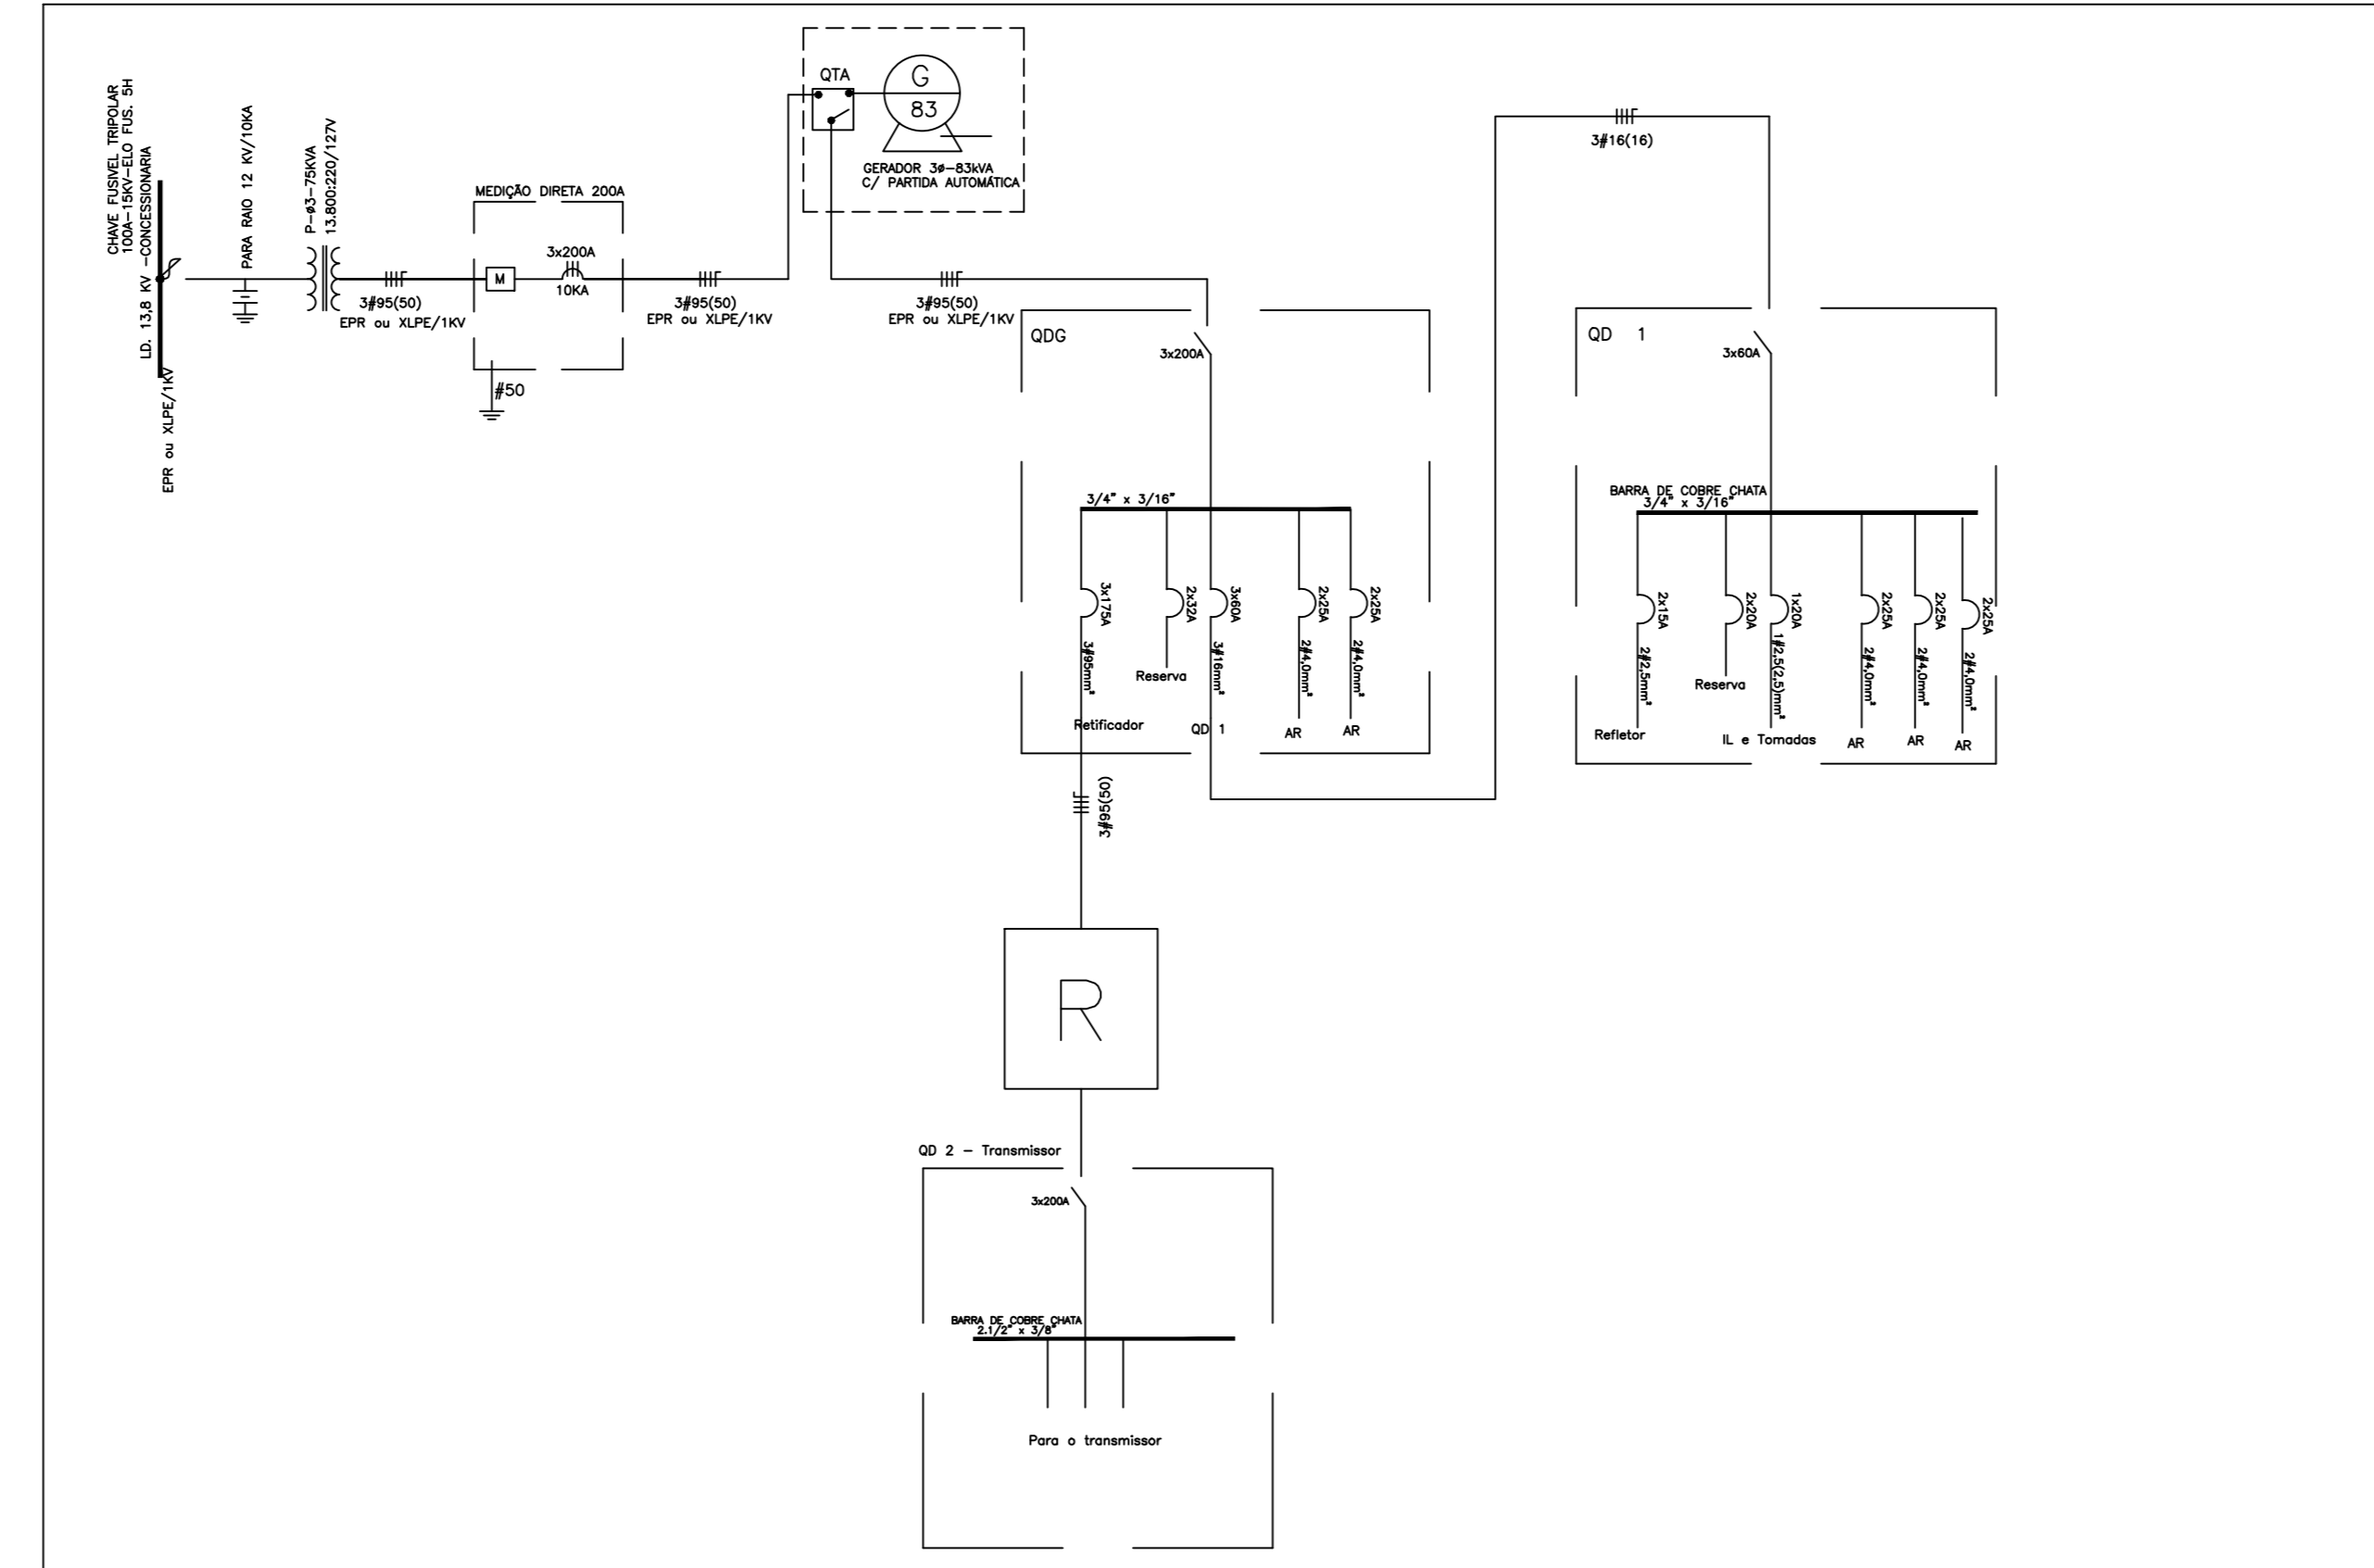 CHAVE FUSIVEL TRIPOLAR
100A-15KV-ELO FUS. 5H
LD. 13,8 KV -CONCESSIONARIA
EPR ou XLPE/1KV
PARA RAIO 12 KV/10KA
P-ø3-75KVA
13.800:220/127V
3#95(50)
EPR ou XLPE/1KV
MEDIÇÃO DIRETA 200A
M
3x200A
10KA
#50
3#95(50)
EPR ou XLPE/1KV
QTA
G
83
GERADOR 3ø-83kVA
C/ PARTIDA AUTOMÁTICA
3#95(50)
EPR ou XLPE/1KV
QDG
3x200A
3/4" x 3/16"
3x175A
3#95mm²
Retificador
2x32A
Reserva
3x60A
3#16mm²
QD 1
2x25A
2#4,0mm²
AR
2x25A
2#4,0mm²
AR
3#16(16)
QD 1
3x60A
BARRA DE COBRE CHATA
3/4" x 3/16"
2x15A
2#2,5mm²
Refletor
2x20A
Reserva
1x20A
1#2,5(2,5)mm²
IL e Tomadas
2x25A
2#4,0mm²
AR
2x25A
2#4,0mm²
AR
2x25A
2#4,0mm²
AR
3#95(50)
R
QD 2 - Transmissor
3x200A
BARRA DE COBRE CHATA
2.1/2" x 3/8"
Para o transmissor